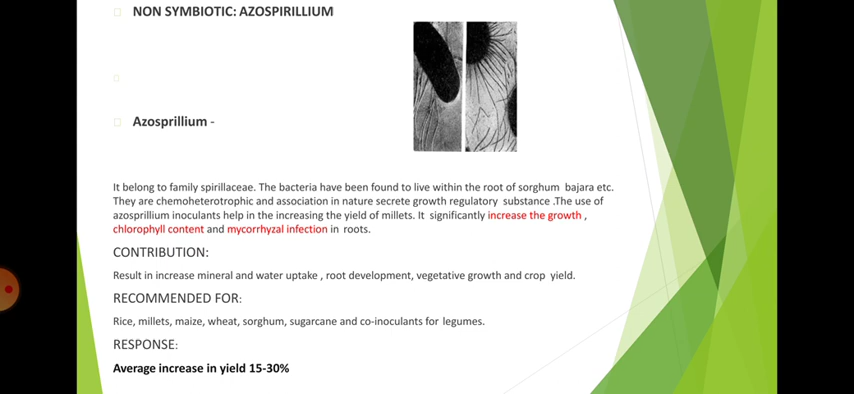 NON SYMBIOTIC: AZOSPIRILLIUM
Azosprillium -
It belong to family spirillaceae. The bacteria have been found to live within the root of sorghum bajara etc.
They are chemoheterotrophic and association in nature secrete growth regulatory substance .The use of
azosprillium inoculants help in the increasing the yield of millets. It significantly increase the growth ,
chlorophyll content and mycorrhyzal infection in roots.
CONTRIBUTION:
Result in increase mineral and water uptake , root development, vegetative growth and crop yield.
RECOMMENDED FOR:
Rice, millets, maize, wheat, sorghum, sugarcane and co-inoculants for legumes.
RESPONSE:
Average increase in yield 15-30%